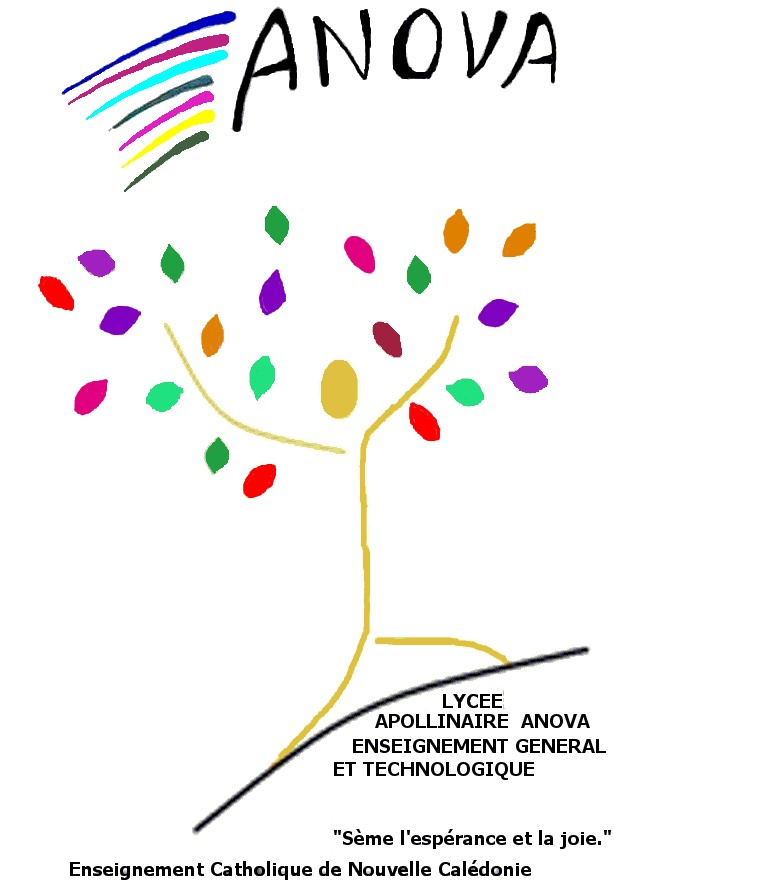 ANOVA
LYCEE
APOLLINAIRE ANOVA
ENSEIGNEMENT GENERAL
ET TECHNOLOGIQUE
"Sème l'espérance et la joie."
Enseignement Catholique de Nouvelle Calédonie